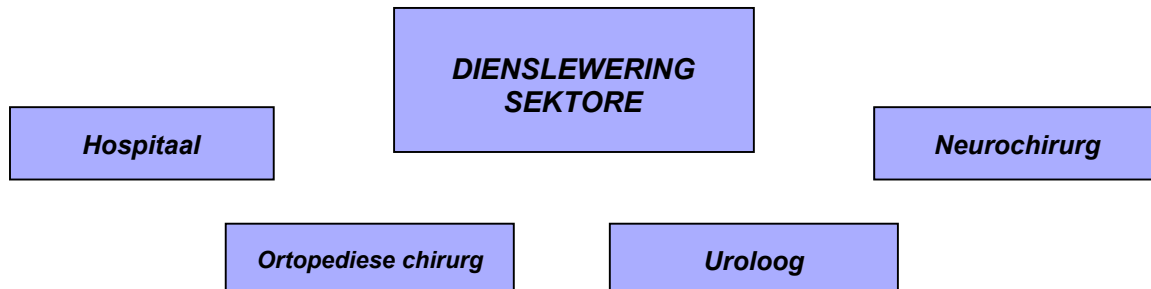 DIENSLEWERING
SEKTORE
Hospitaal
Neurochirurg
Ortopediese chirurg
Uroloog